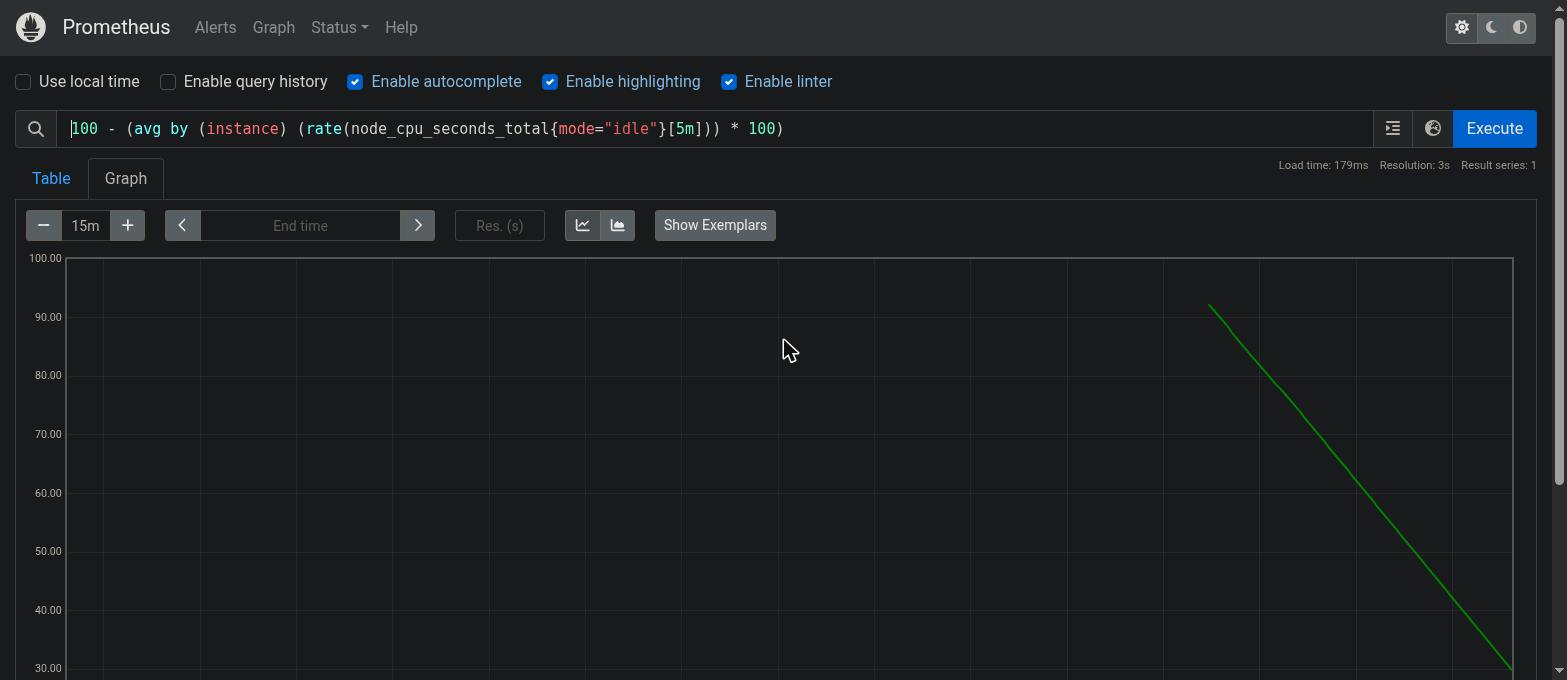 Prometheus Alerts Graph Status Help
Use local time Enable query history Enable autocomplete Enable highlighting Enable linter
100 - (avg by (instance) (rate(node_cpu_seconds_total{mode="idle"}[5m])) * 100)
Execute
Load time: 179ms Resolution: 3s Result series: 1
Table Graph
15m End time Res. (s) Show Exemplars
100.00
90.00
80.00
70.00
60.00
50.00
40.00
30.00